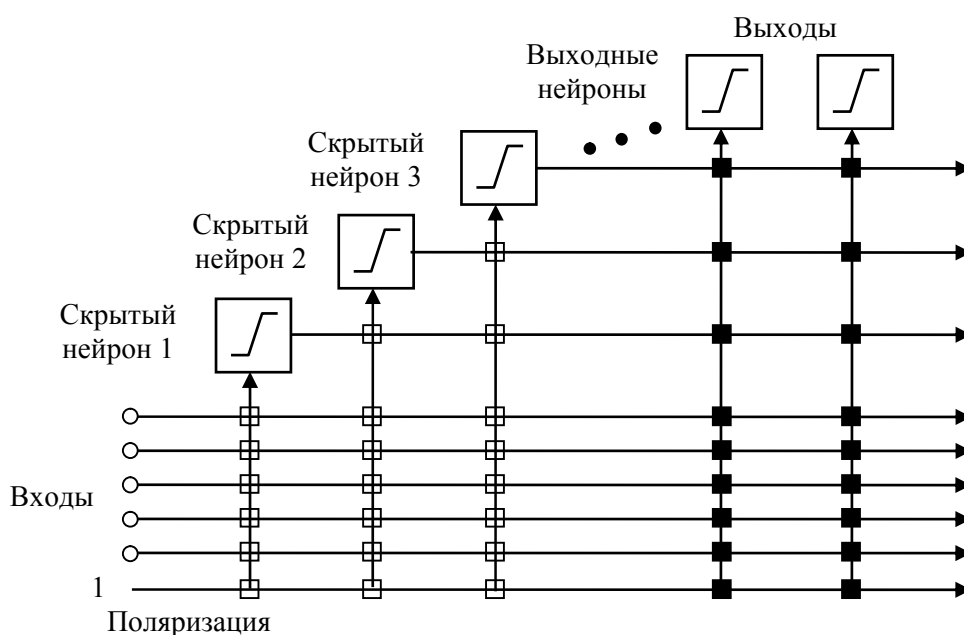 Выходы
Выходные
нейроны
Скрытый
нейрон 3
Скрытый
нейрон 2
Скрытый
нейрон 1
Входы
1
Поляризация